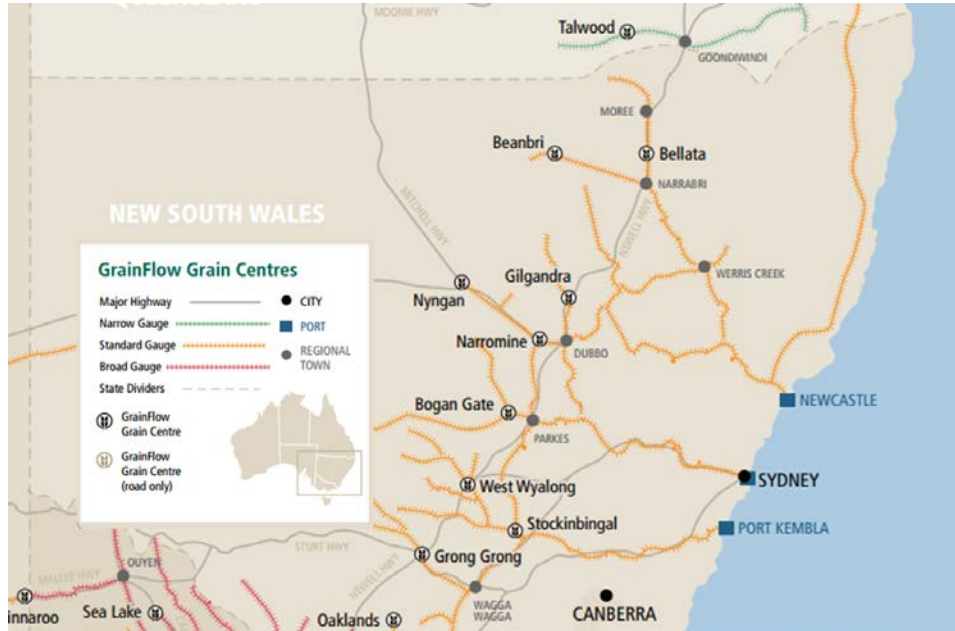 MOONIE HWY
Talwood
GOONDIWINDI
MOREE
Beanbri
Bellata
NARRABRI
MITCHELL HWY
NEWELL HWY
NEW SOUTH WALES
GrainFlow Grain Centres
Major Highway
Narrow Gauge
Standard Gauge
Broad Gauge
State Dividers
CITY
PORT
REGIONAL
TOWN
GrainFlow
Grain Centre
GrainFlow
Grain Centre
(road only)
Gilgandra
WERRIS CREEK
Nyngan
Narromine
DUBBO
Bogan Gate
PARKES
NEWCASTLE
West Wyalong
SYDNEY
Stockinbingal
PORT KEMBLA
STURT HWY
NEWELL HWY
Grong Grong
OUYEN
MALLEE HWY
WAGGA
WAGGA
CANBERRA
innaroo
Sea Lake
Oaklands